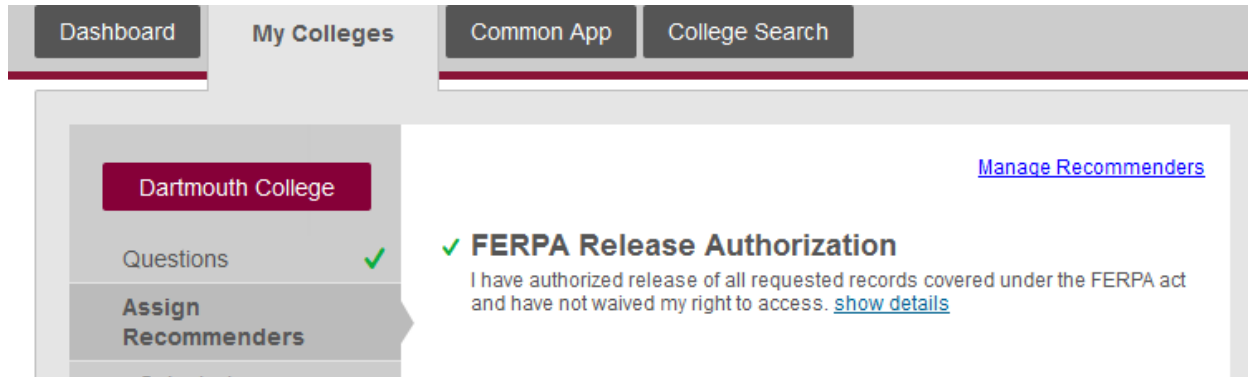 Dashboard
My Colleges
Common App
College Search
Manage Recommenders
Dartmouth College
Questions
Assign
Recommenders
FERPA Release Authorization
I have authorized release of all requested records covered under the FERPA act
and have not waived my right to access. show details